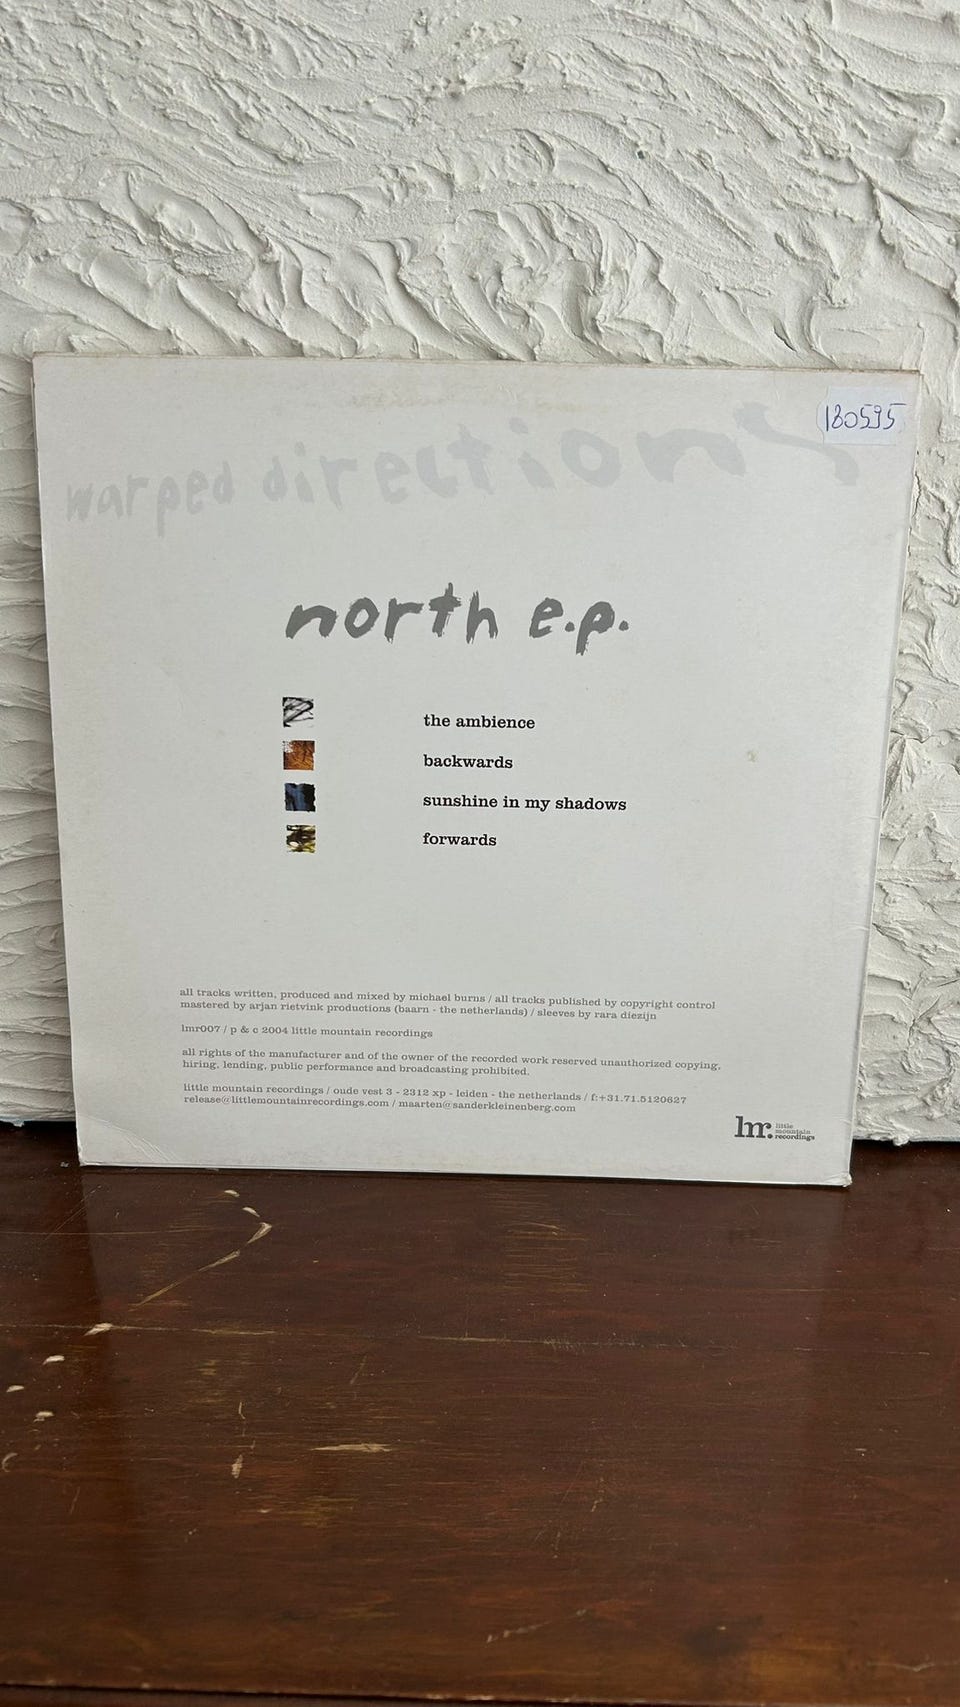 180595
warped directions
north e.p.
the ambience
backwards
sunshine in my shadows
forwards
all tracks written, produced and mixed by michael burns / all tracks published by copyright control
mastered by arjan rietvink productions (baarn - the netherlands) / sleeves by rara diezijn
lmr007 / p & c 2004 little mountain recordings
all rights of the manufacturer and of the owner of the recorded work reserved unauthorized copying,
hiring, lending, public performance and broadcasting prohibited.
little mountain recordings / oude vest 3 - 2312 xp - leiden - the netherlands / f:+31.71.5120627
release@littlemountainrecordings.com / maarten@sanderkleinenberg.com
lmr. little
mountain
recordings